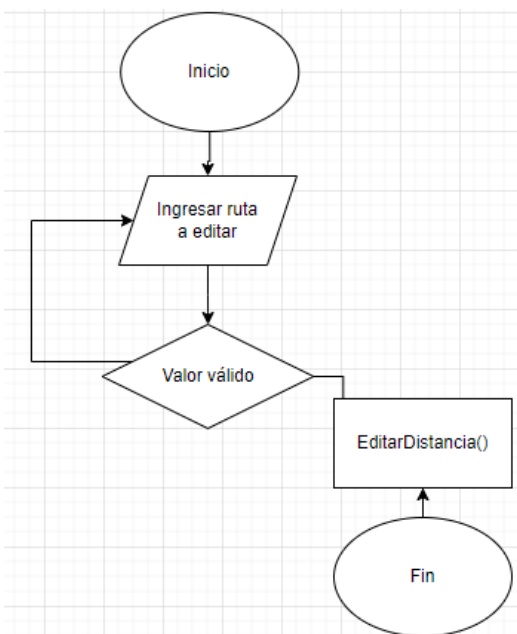 Inicio
Ingresar ruta
a editar
Valor válido
EditarDistancia()
Fin